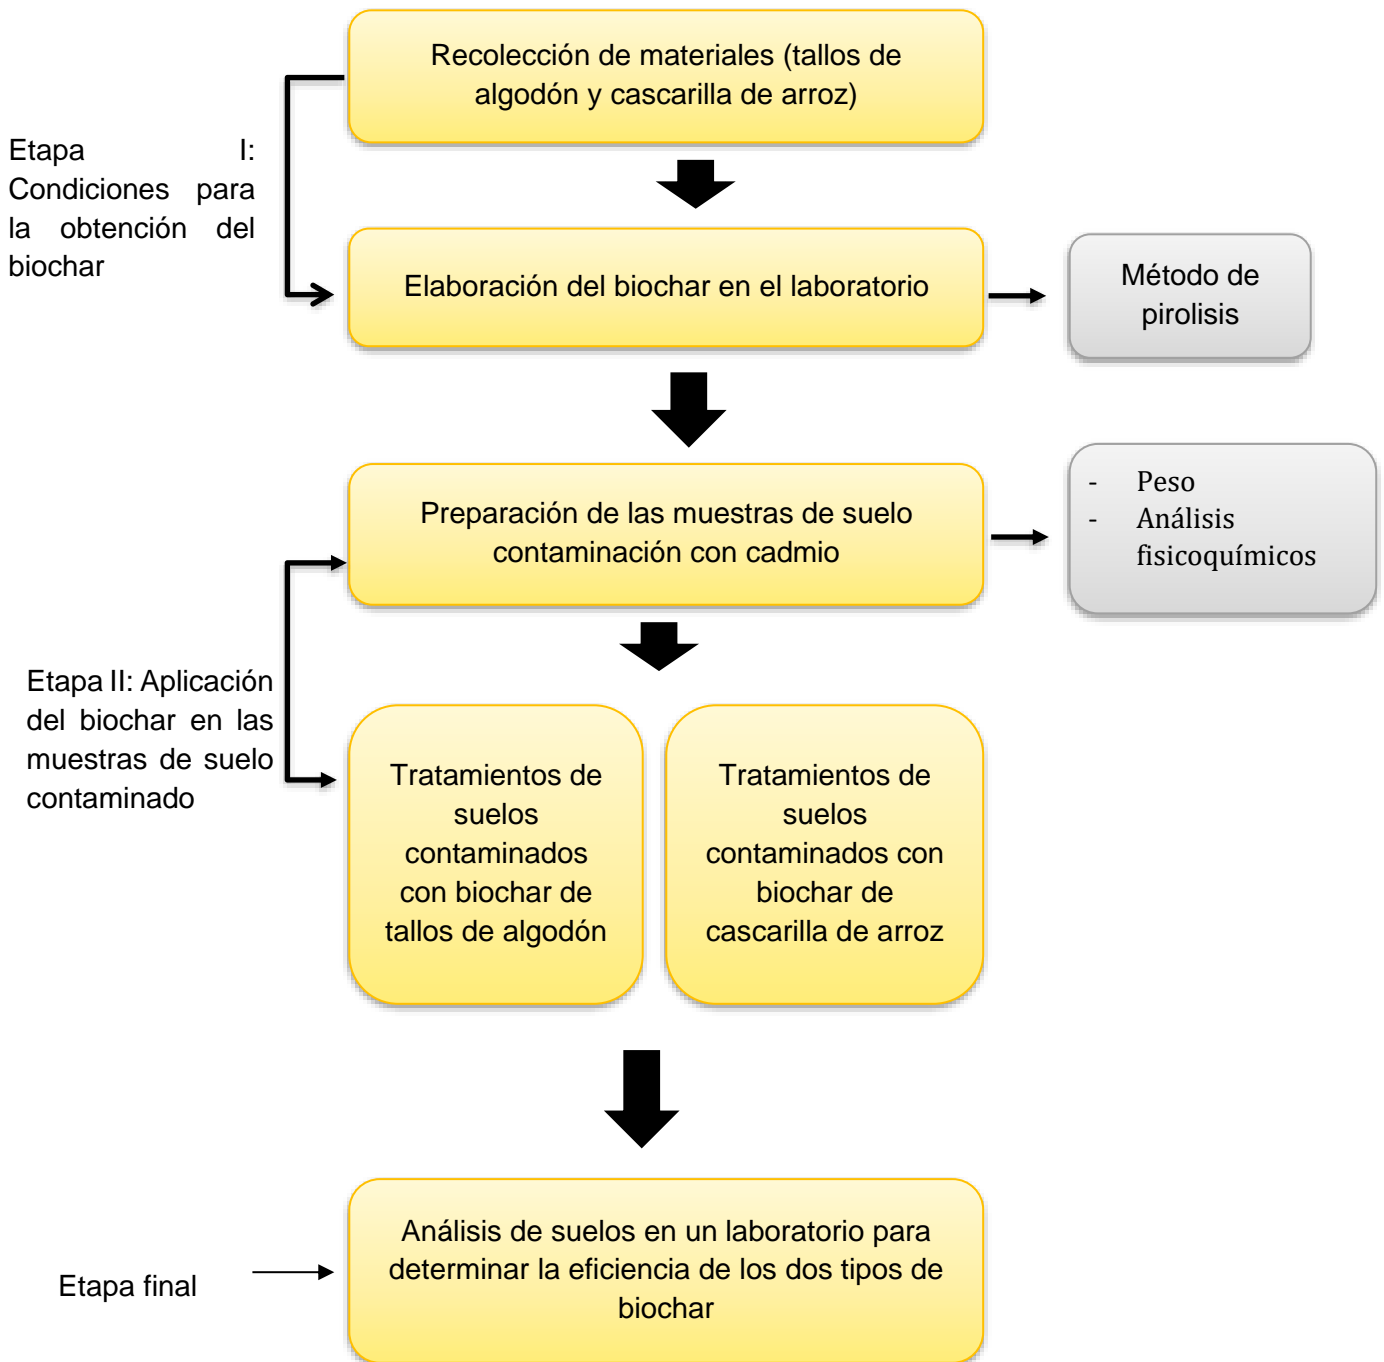 Recolección de materiales (tallos de
algodón y cascarilla de arroz)
Etapa I:
Condiciones para
la obtención del
biochar
Elaboración del biochar en el laboratorio
Método de
pirolisis
Preparación de las muestras de suelo
contaminación con cadmio
- Peso
- Análisis
fisicoquímicos
Etapa II: Aplicación
del biochar en las
muestras de suelo
contaminado
Tratamientos de
suelos
contaminados
con biochar de
tallos de algodón
Tratamientos de
suelos
contaminados con
biochar de
cascarilla de arroz
Etapa final
Análisis de suelos en un laboratorio para
determinar la eficiencia de los dos tipos de
biochar